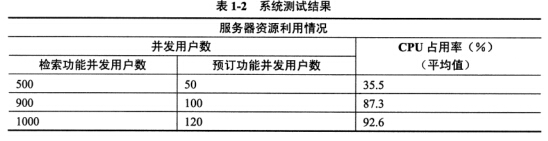 表 1-2 系统测试结果
服务器资源利用情况
并发用户数 CPU 占用率（%）
检索功能并发用户数 预订功能并发用户数 （平均值）
500 50 35.5
900 100 87.3
1000 120 92.6